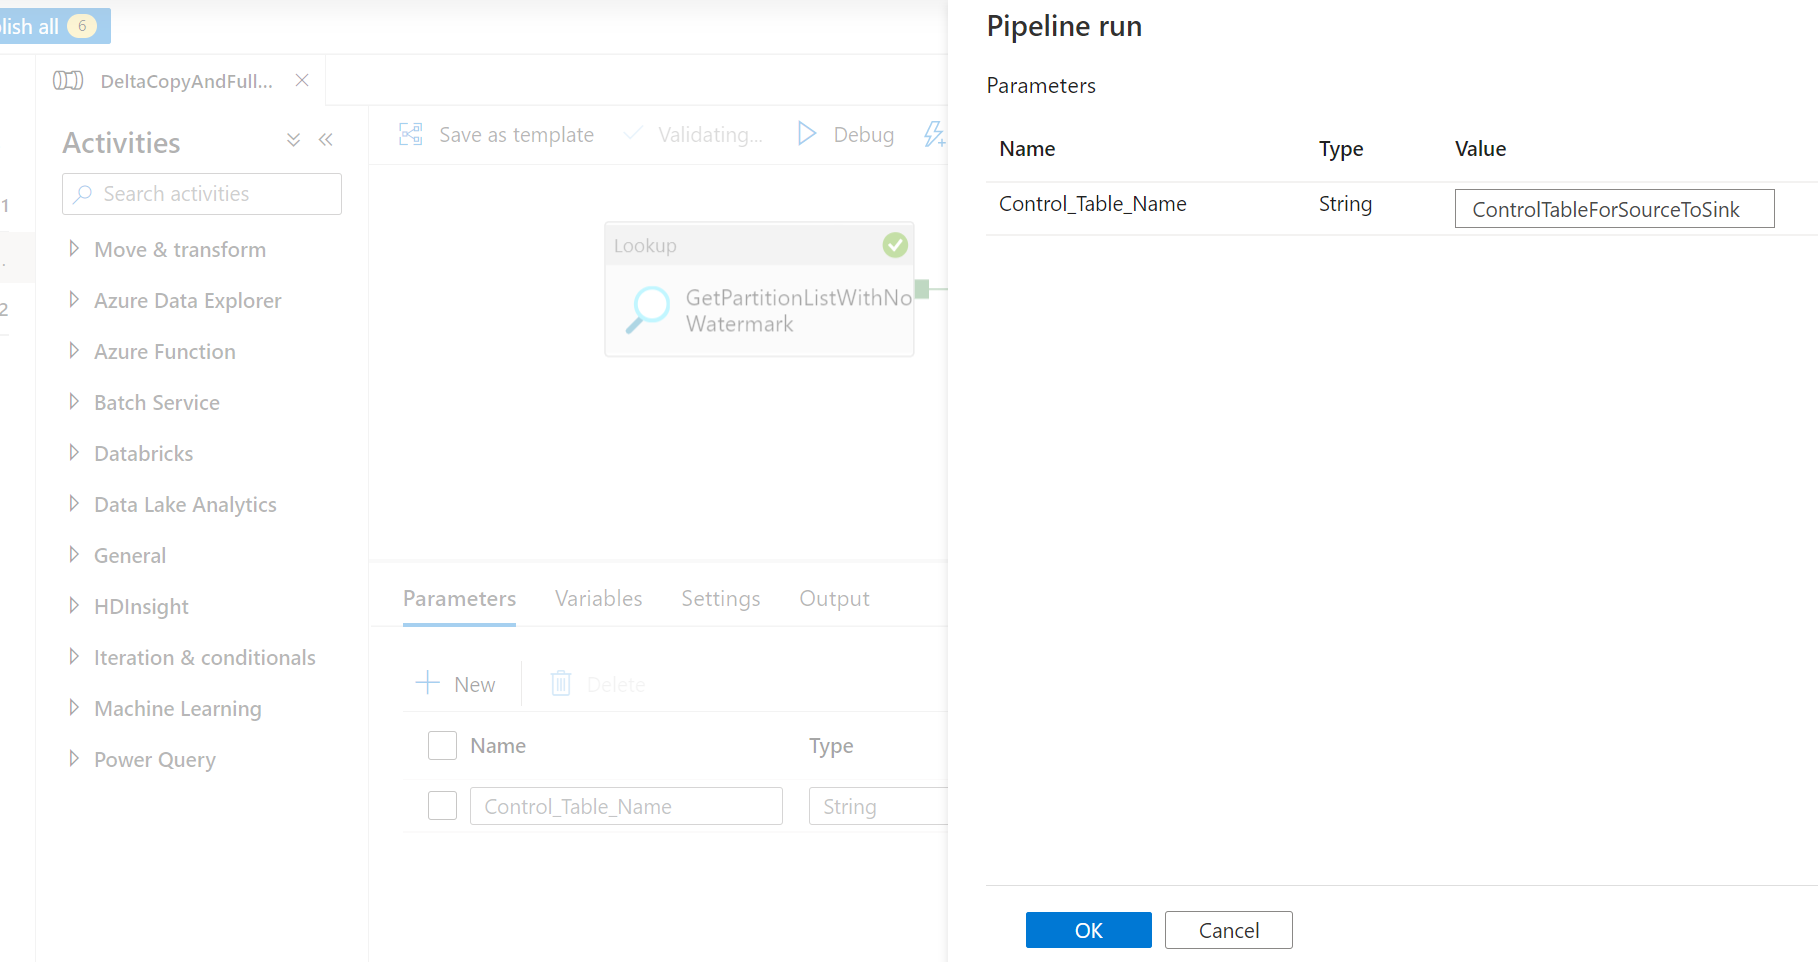 lish all 6
DeltaCopyAndFull...
Activities
Search activities
1
2
Move & transform
Azure Data Explorer
Azure Function
Batch Service
Databricks
Data Lake Analytics
General
HDInsight
Iteration & conditionals
Machine Learning
Power Query
Save as template Validating... Debug
Lookup
GetPartitionListWithNo
Watermark
Parameters Variables Settings Output
New Delete
Name Type
Control_Table_Name String
Pipeline run
Parameters
Name Type Value
Control_Table_Name String ControlTableForSourceToSink
OK Cancel